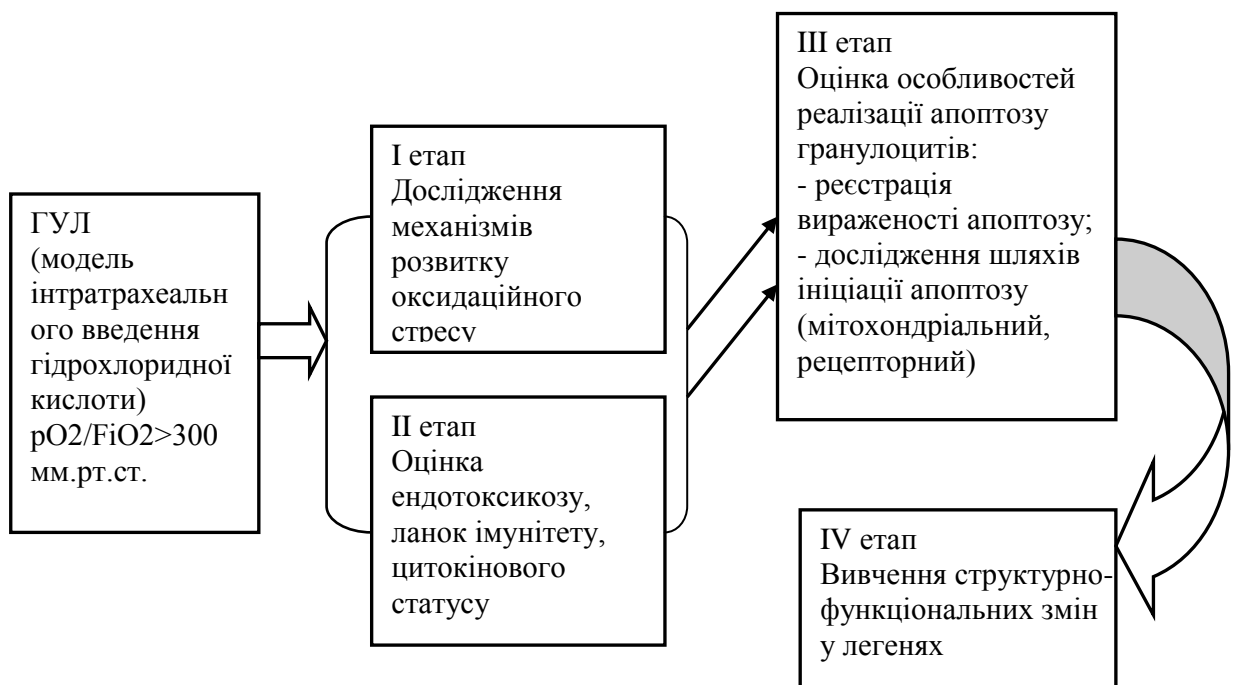 ГУЛ
(модель
інтратрахеальн
ого введення
гідрохлоридної
кислоти)
pO2/FiO2>300
мм.рт.ст.
І етап
Дослідження
механізмів
розвитку
оксидаційного
стресу
ІІ етап
Оцінка
ендотоксикозу,
ланок імунітету,
цитокінового
статусу
ІІІ етап
Оцінка особливостей
реалізації апоптозу
гранулоцитів:
- реєстрація
вираженості апоптозу;
- дослідження шляхів
ініціації апоптозу
(мітохондріальний,
рецепторний)
IV етап
Вивчення структурно-
функціональних змін
у легенях